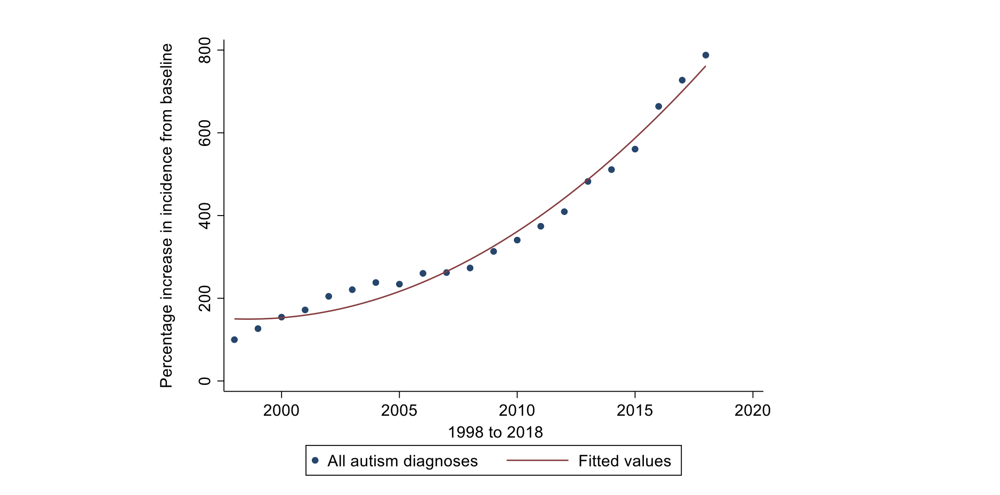 Percentage increase in incidence from baseline
800
600
400
200
0
2000 2005 2010 2015 2020
1998 to 2018
All autism diagnoses Fitted values